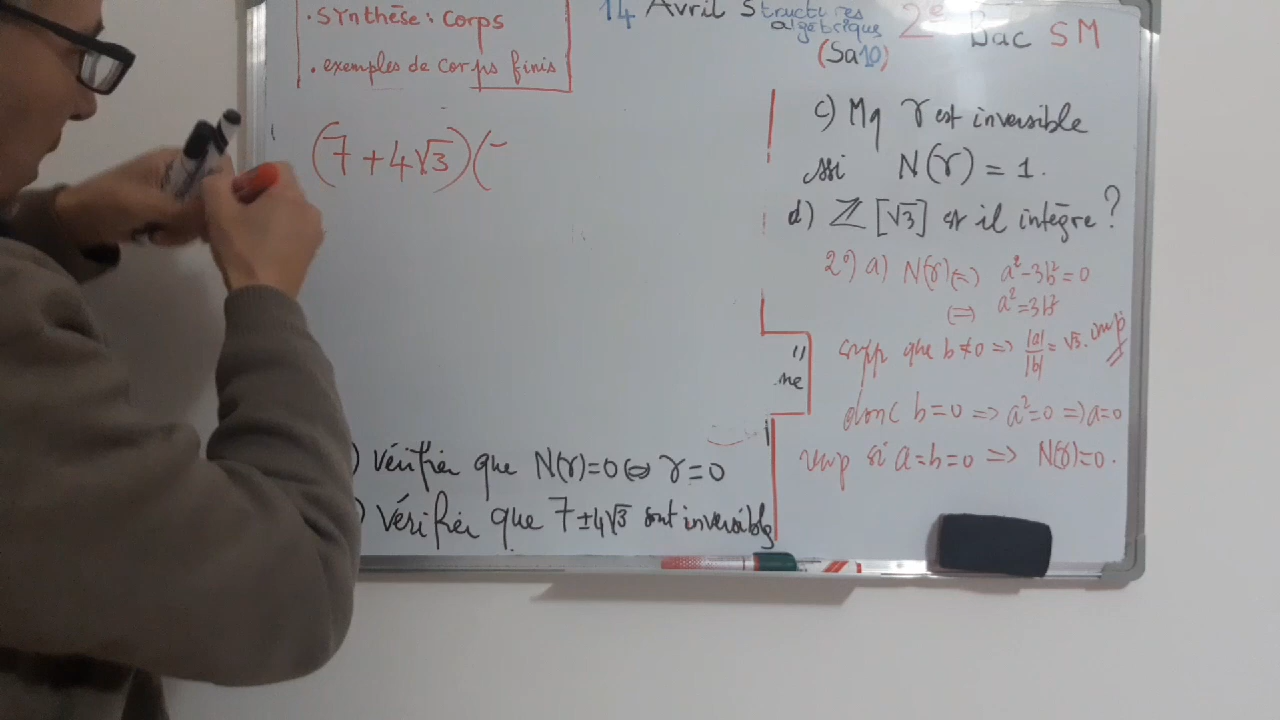 . Synthèse : Corps
. exemples de corps finis
14 Avril Structures
algébriques
(Sa10)
2e Bac SM
(7 + 4√3)(7
c) Mq γ est inversible
ssi N(γ) = 1.
d) ℤ[√3] est il intègre ?
2°) a) N(γ) ⇔ a² - 3b² = 0
⇔ a² = 3b²
supp que b ≠ 0 ⇒ |a|/|b| = √3 . imp
donc b = 0 ⇒ a² = 0 ⇒ a = 0
si a = b = 0 ⇒ N(γ) = 0.
) Vérifier que N(γ) = 0 ⇔ γ = 0
) Vérifier que 7 ± 4√3 sont inversibles